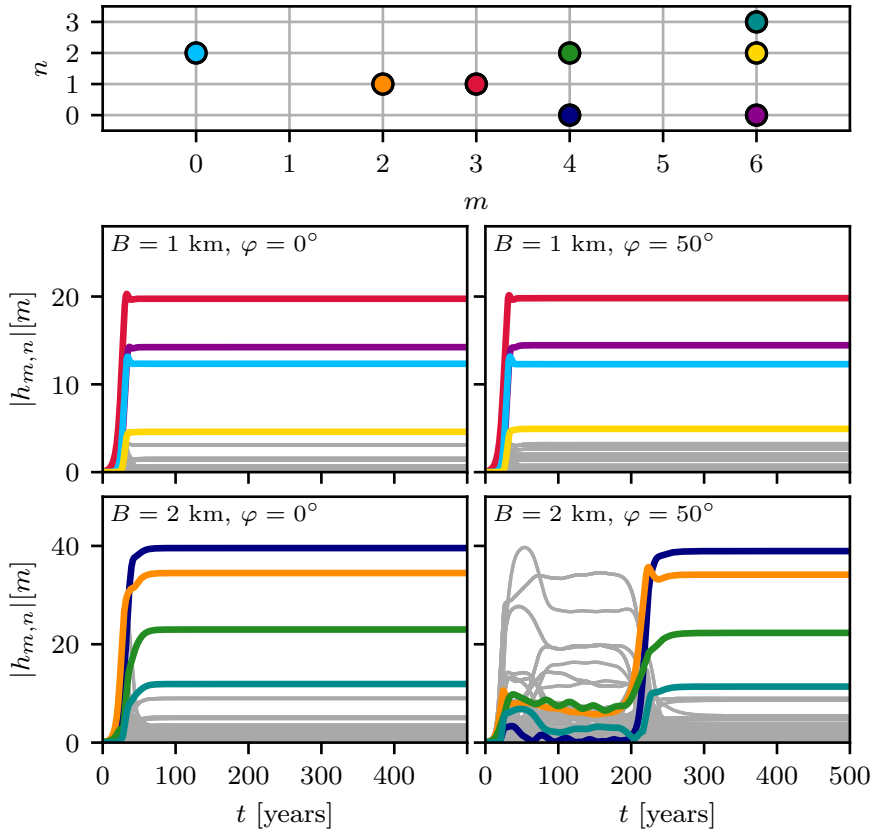 3
2
1
0
n
0 1 2 3 4 5 6
m
B = 1 km, φ = 0°
B = 1 km, φ = 50°
20
10
0
|h_{m,n}|[m]
B = 2 km, φ = 0°
B = 2 km, φ = 50°
40
20
0
|h_{m,n}|[m]
0 100 200 300 400
0 100 200 300 400 500
t [years]
t [years]